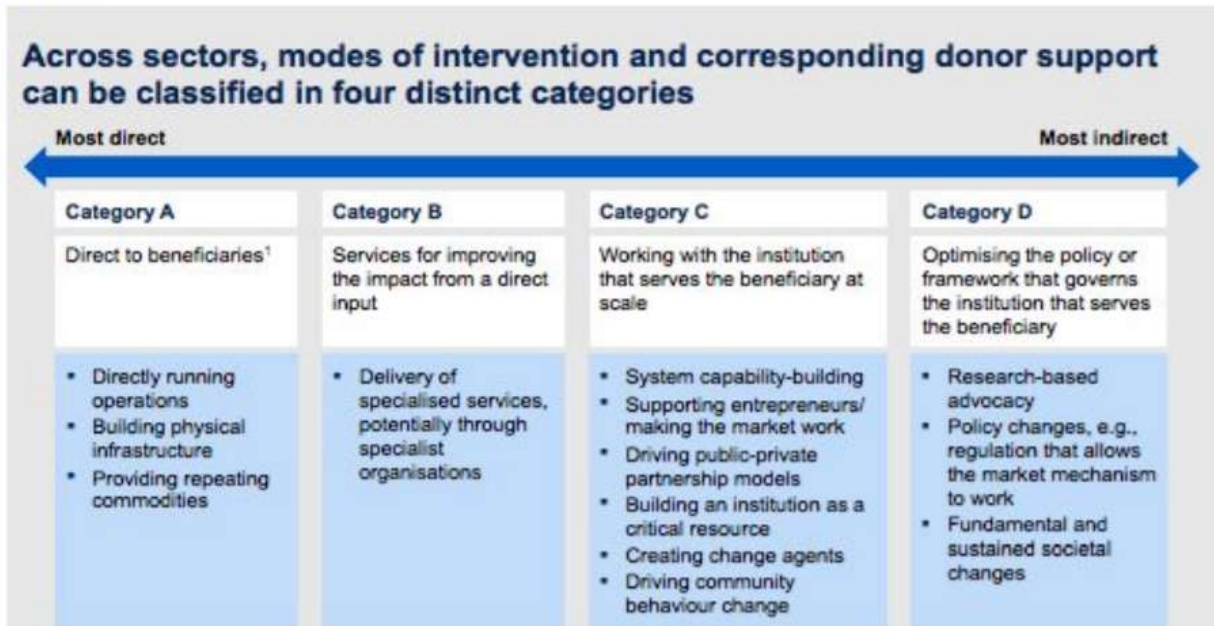 Across sectors, modes of intervention and corresponding donor support
can be classified in four distinct categories
Most direct
Most indirect
Category A
Direct to beneficiaries¹
▪ Directly running
operations
▪ Building physical
infrastructure
▪ Providing repeating
commodities
Category B
Services for improving
the impact from a direct
input
▪ Delivery of
specialised services,
potentially through
specialist
organisations
Category C
Working with the institution
that serves the beneficiary at
scale
▪ System capability-building
▪ Supporting entrepreneurs/
making the market work
▪ Driving public-private
partnership models
▪ Building an institution as a
critical resource
▪ Creating change agents
▪ Driving community
behaviour change
Category D
Optimising the policy or
framework that governs
the institution that serves
the beneficiary
▪ Research-based
advocacy
▪ Policy changes, e.g.,
regulation that allows
the market mechanism
to work
▪ Fundamental and
sustained societal
changes